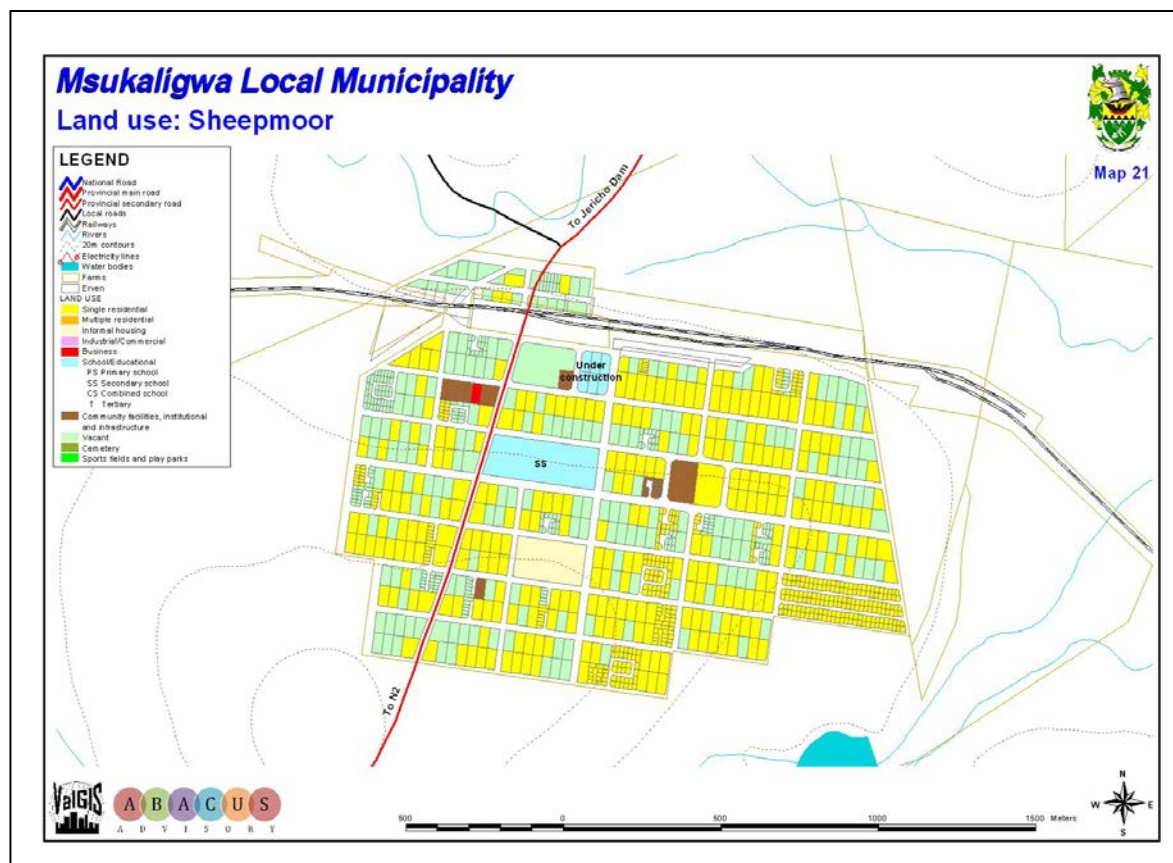 Msukaligwa Local Municipality
Land use: Sheepmoor
Map 21
LEGEND
National Road
Provincial main road
Provincial secondary road
Local roads
Railways
Rivers
20m contours
Electricity lines
Water bodies
Farms
Erven
LAND USE
Single residential
Multiple residential
Informal housing
Industrial/Commercial
Business
School/Educational
PS Primary school
SS Secondary school
CS Combined school
T Tertiary
Community facilities, institutional
and infrastructure
Vacant
Cemetery
Sports fields and play parks
To Jericho Dam
Under
construction
SS
To N2
ValGIS
ABACUS
ADVISORY
500 0 500 1000 1500 Meters
N
W E
S